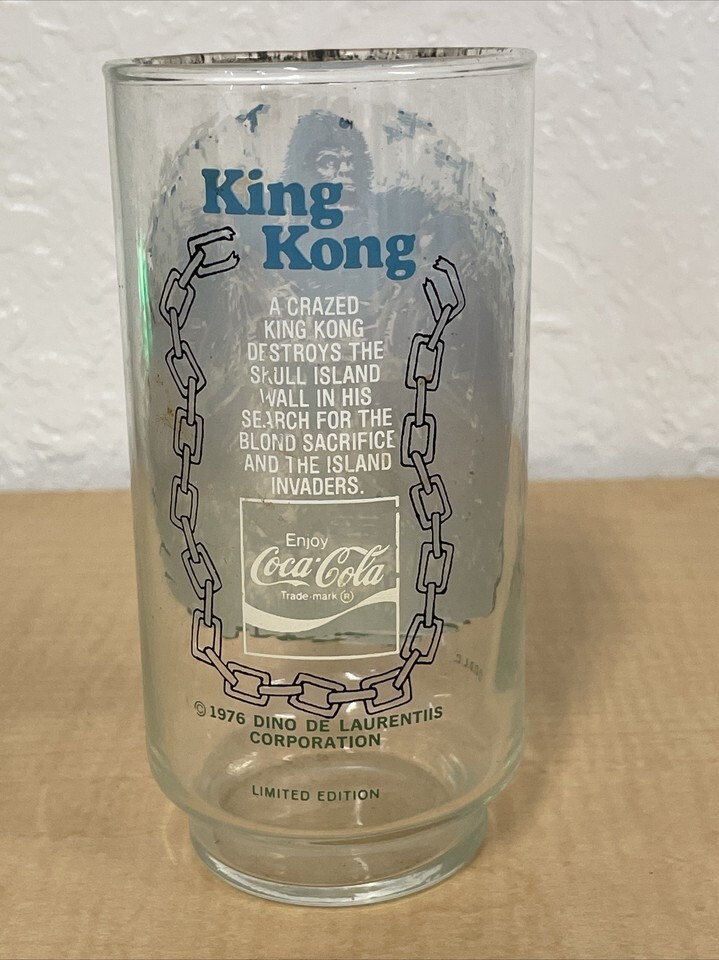 King
Kong
A CRAZED
KING KONG
DESTROYS THE
SKULL ISLAND
WALL IN HIS
SEARCH FOR THE
BLOND SACRIFICE
AND THE ISLAND
INVADERS.
Enjoy
Coca-Cola
Trade-mark ®
© 1976 DINO DE LAURENTIIS
CORPORATION
LIMITED EDITION